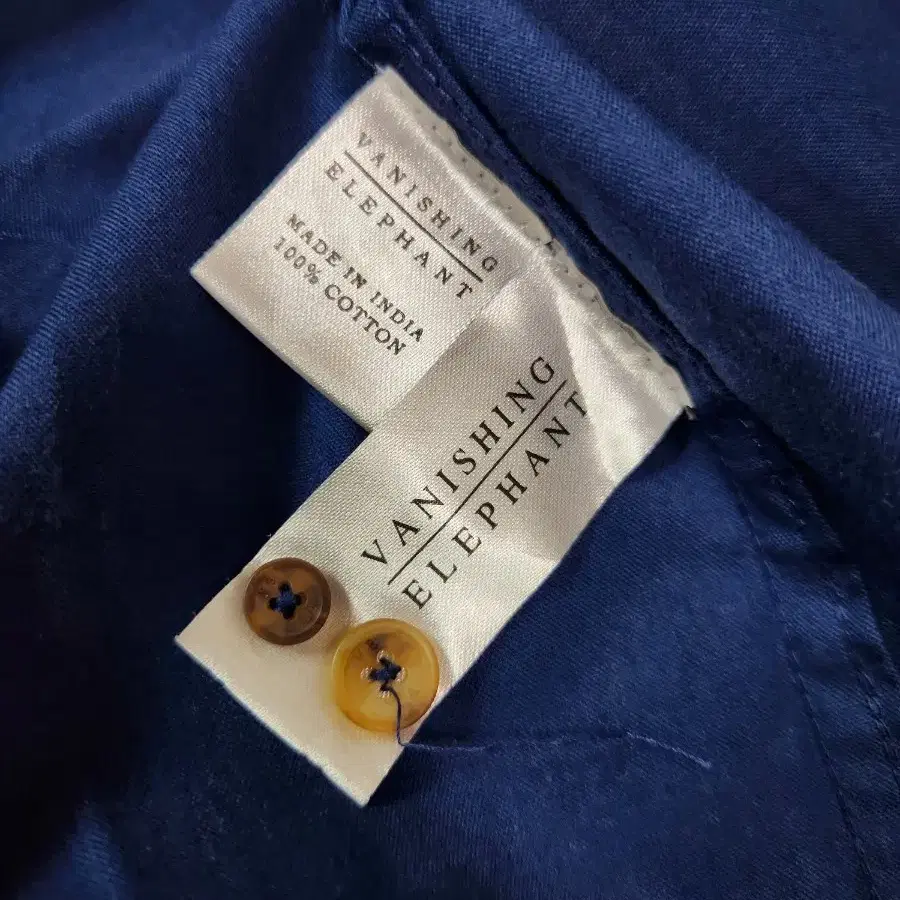 VANISHING
ELEPHANT
MADE IN INDIA
100% COTTON
VANISHING
ELEPHANT